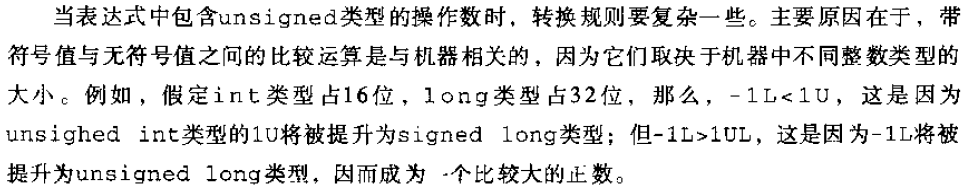 当表达式中包含unsigned类型的操作数时，转换规则要复杂一些。主要原因在于，带
符号值与无符号值之间的比较运算是与机器相关的，因为它们取决于机器中不同整数类型的
大小。例如，假定int类型占16位，long类型占32位，那么，-1L<1U，这是因为
unsighed int类型的1U将被提升为signed long类型；但-1L>1UL，这是因为-1L将被
提升为unsigned long类型，因而成为一个比较大的正数。